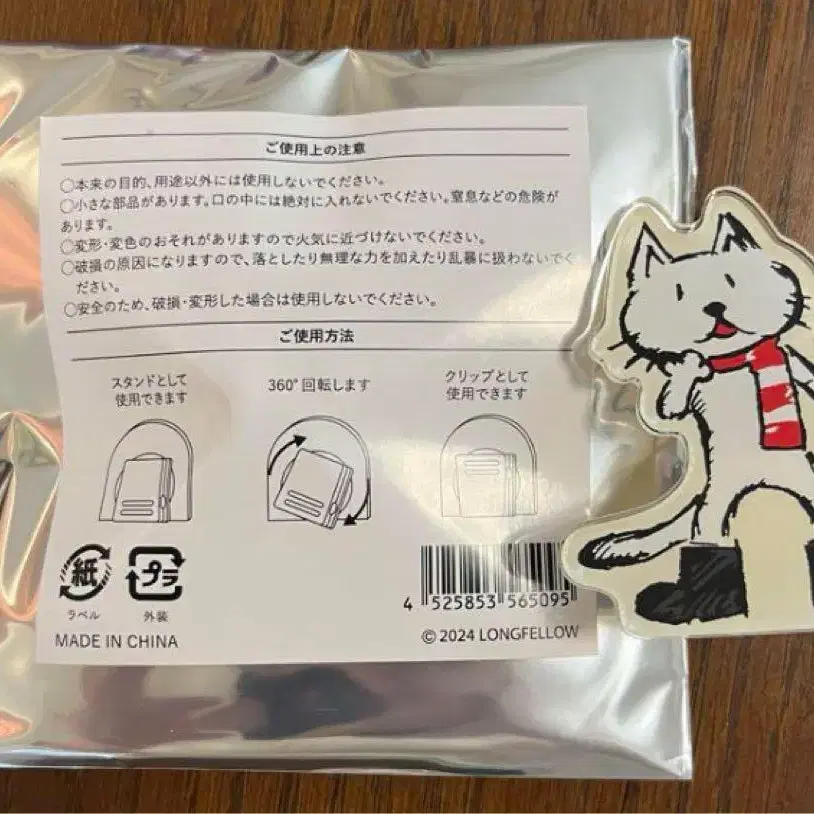 ご使用上の注意
○本来の目的、用途以外には使用しないでください。
○小さな部品があります。口の中には絶対に入れないでください。窒息などの危険が
あります。
○変形・変色のおそれがありますので火気に近づけないでください。
○破損の原因になりますので、落としたり無理な力を加えたり乱暴に扱わないでく
ださい。
○安全のため、破損・変形した場合は使用しないでください。
ご使用方法
スタンドとして
使用できます
360°回転します
クリップとして
使用できます
紙
ラベル
プラ
外装
4 525853 565095
MADE IN CHINA
© 2024 LONGFELLOW